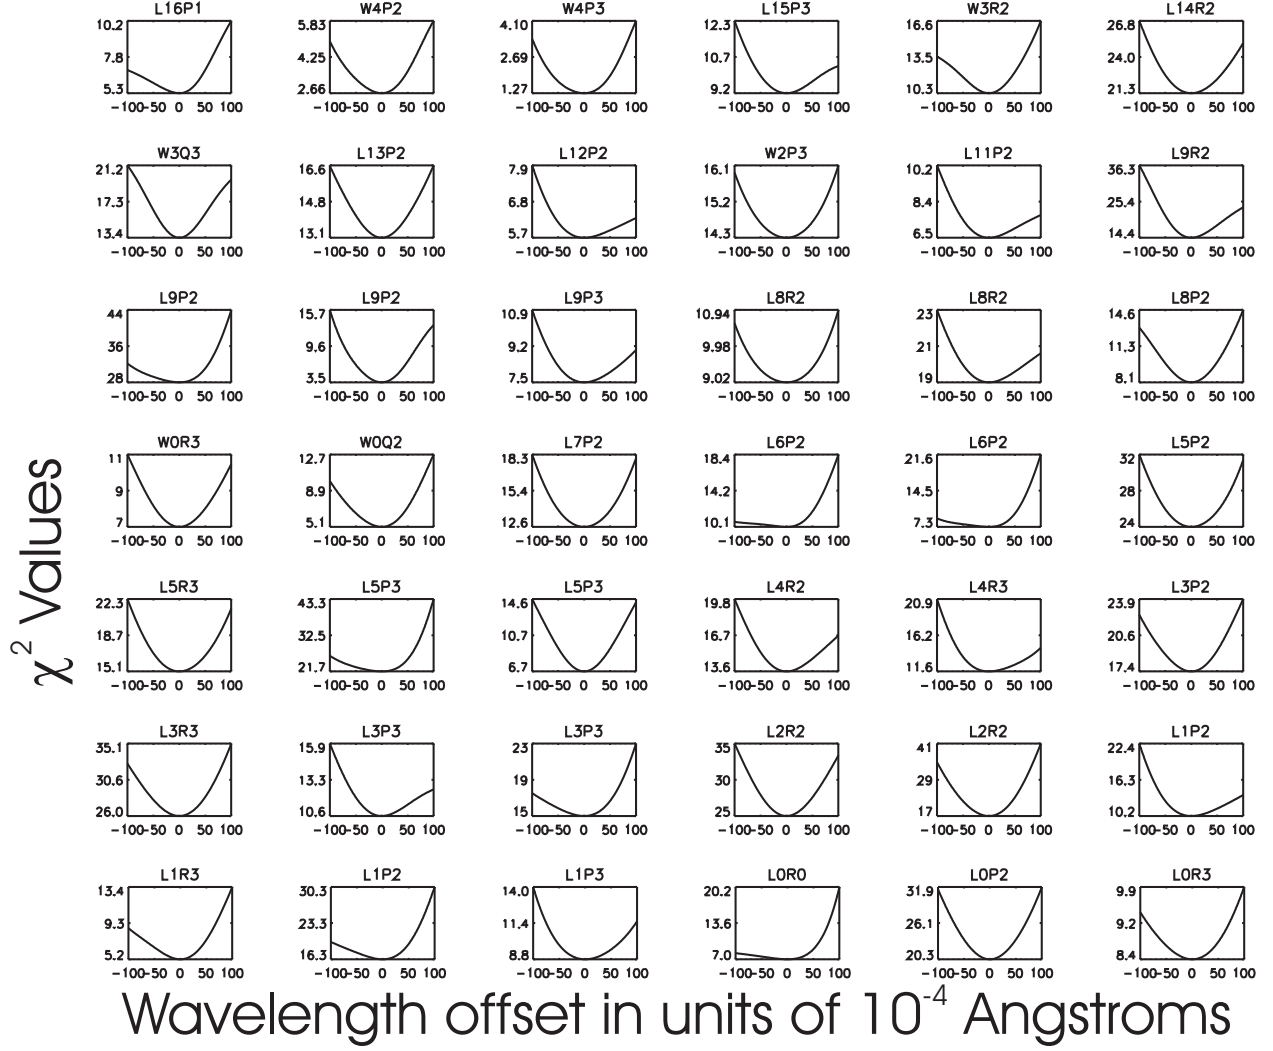 L16P1 W4P2 W4P3 L15P3 W3R2 L14R2
10.2 5.83 4.10 12.3 16.6 26.8
7.8 4.25 2.69 10.7 13.5 24.0
5.3 2.66 1.27 9.2 10.3 21.3
-100 -50 0 50 100 -100 -50 0 50 100 -100 -50 0 50 100 -100 -50 0 50 100 -100 -50 0 50 100 -100 -50 0 50 100
W3Q3 L13P2 L12P2 W2P3 L11P2 L9R2
21.2 16.6 7.9 16.1 10.2 36.3
17.3 14.8 6.8 15.2 8.4 25.4
13.4 13.1 5.7 14.3 6.5 14.4
-100 -50 0 50 100 -100 -50 0 50 100 -100 -50 0 50 100 -100 -50 0 50 100 -100 -50 0 50 100 -100 -50 0 50 100
L9P2 L9P2 L9P3 L8R2 L8R2 L8P2
44 15.7 10.9 10.94 23 14.6
36 9.6 9.2 9.98 21 11.3
28 3.5 7.5 9.02 19 8.1
-100 -50 0 50 100 -100 -50 0 50 100 -100 -50 0 50 100 -100 -50 0 50 100 -100 -50 0 50 100 -100 -50 0 50 100
W0R3 W0Q2 L7P2 L6P2 L6P2 L5P2
11 12.7 18.3 18.4 21.6 32
9 8.9 15.4 14.2 14.5 28
7 5.1 12.6 10.1 7.3 24
-100 -50 0 50 100 -100 -50 0 50 100 -100 -50 0 50 100 -100 -50 0 50 100 -100 -50 0 50 100 -100 -50 0 50 100
χ2 Values
L5R3 L5P3 L5P3 L4R2 L4R3 L3P2
22.3 43.3 14.6 19.8 20.9 23.9
18.7 32.5 10.7 16.7 16.2 20.6
15.1 21.7 6.7 13.6 11.6 17.4
-100 -50 0 50 100 -100 -50 0 50 100 -100 -50 0 50 100 -100 -50 0 50 100 -100 -50 0 50 100 -100 -50 0 50 100
L3R3 L3P3 L3P3 L2R2 L2R2 L1P2
35.1 15.9 23 35 41 22.4
30.6 13.3 19 30 29 16.3
26.0 10.6 15 25 17 10.2
-100 -50 0 50 100 -100 -50 0 50 100 -100 -50 0 50 100 -100 -50 0 50 100 -100 -50 0 50 100 -100 -50 0 50 100
L1R3 L1P2 L1P3 L0R0 L0P2 L0R3
13.4 30.3 14.0 20.2 31.9 9.9
9.3 23.3 11.4 13.6 26.1 9.2
5.2 16.3 8.8 7.0 20.3 8.4
-100 -50 0 50 100 -100 -50 0 50 100 -100 -50 0 50 100 -100 -50 0 50 100 -100 -50 0 50 100 -100 -50 0 50 100
Wavelength offset in units of 10-4 Angstroms